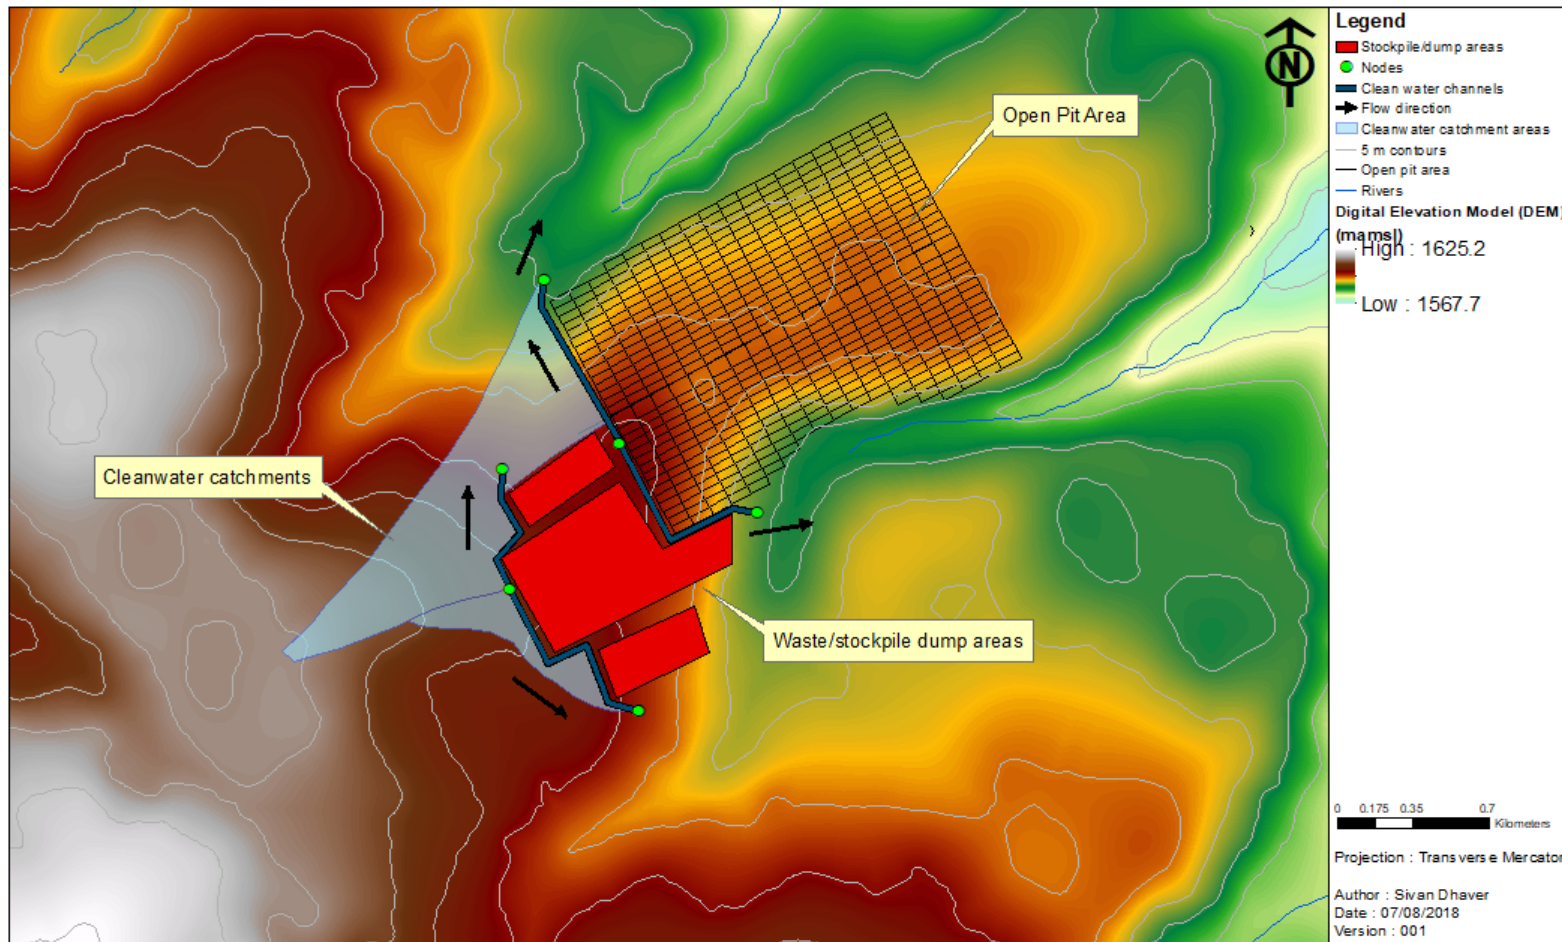 Open Pit Area
Cleanwater catchments
Waste/stockpile dump areas
N
Legend
Stockpile/dump areas
Nodes
Clean water channels
Flow direction
Cleanwater catchment areas
5 m contours
Open pit area
Rivers
Digital Elevation Model (DEM)
(mamsl)
High : 1625.2
Low : 1567.7
0 0.175 0.35 0.7
Kilometers
Projection : Transverse Mercator
Author : Sivan Dhaver
Date : 07/08/2018
Version : 001